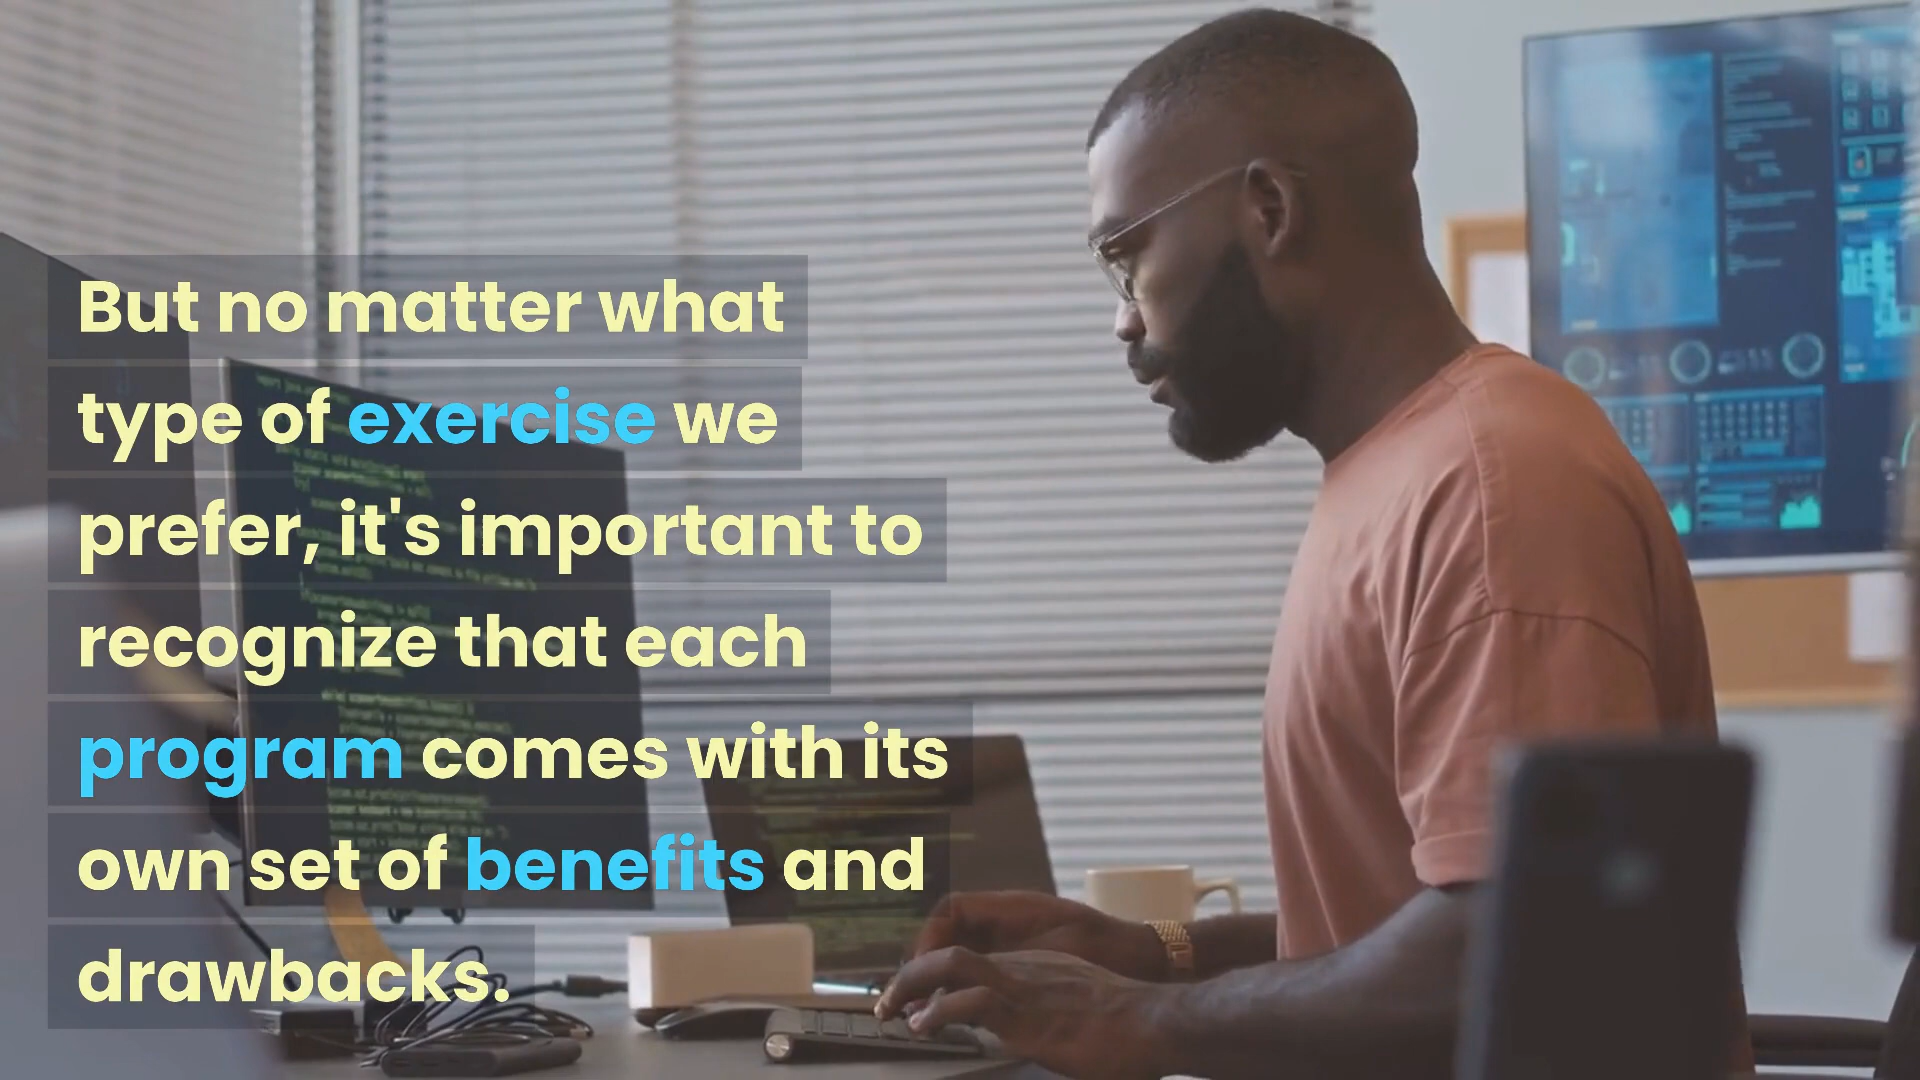 But no matter what
type of exercise we
prefer, it's important to
recognize that each
program comes with its
own set of benefits and
drawbacks.